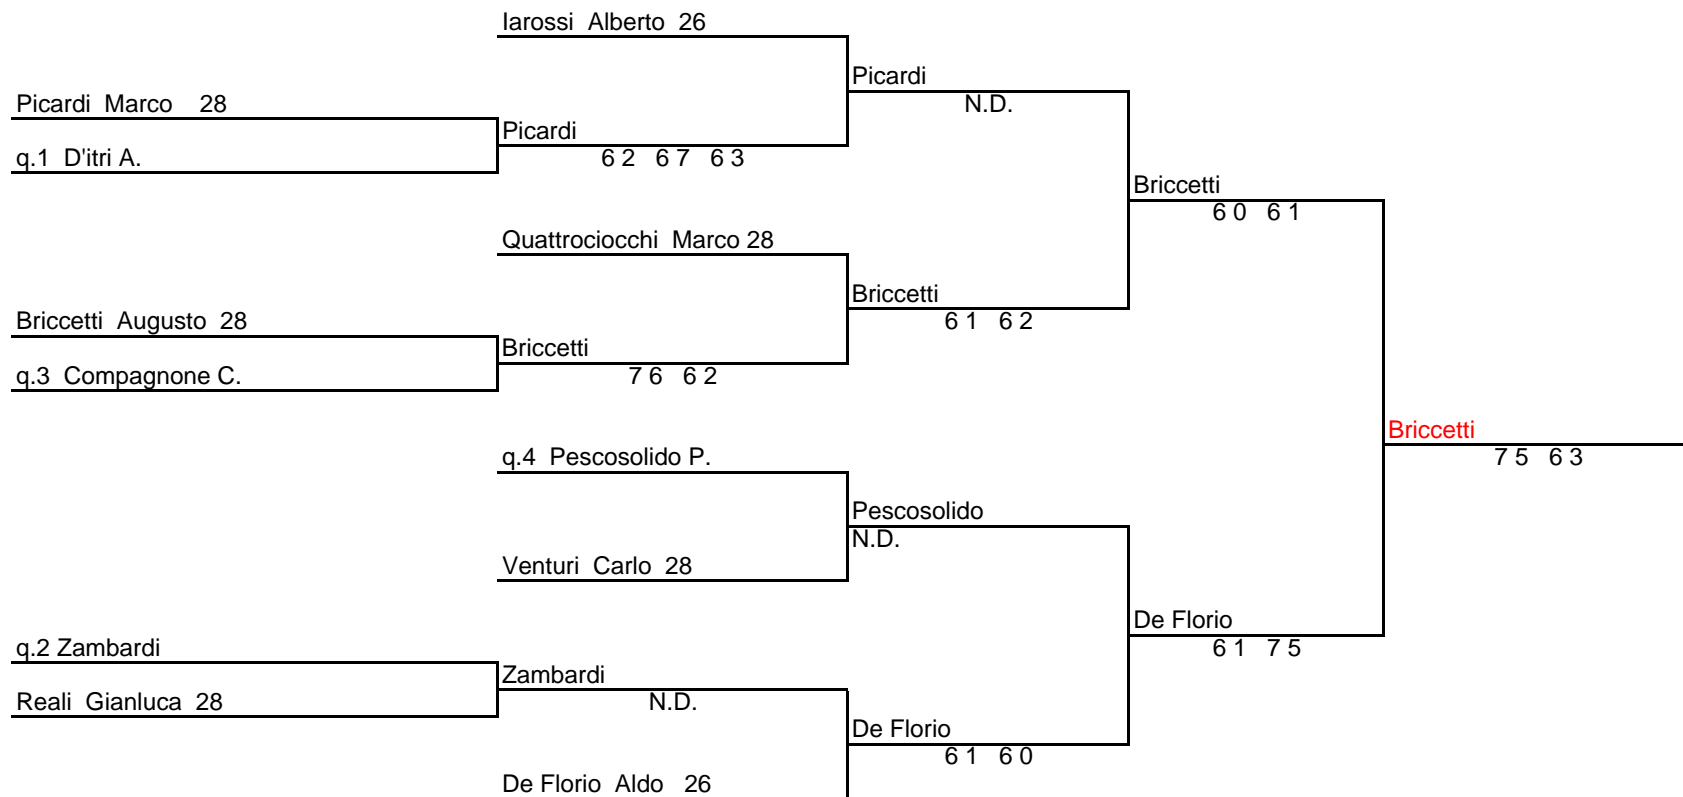 Iarossi  Alberto  26
Picardi
N.D.
Picardi  Marco    28
Picardi
6 2   6 7   6 3
q.1  D'itri A.
Briccetti
6 0   6 1
Quattrociocchi  Marco 28
Briccetti
6 1   6 2
Briccetti  Augusto  28
Briccetti
7 6   6 2
q.3  Compagnone C.
Briccetti
7 5   6 3
q.4  Pescosolido P.
Pescosolido
N.D.
Venturi  Carlo  28
De Florio
6 1   7 5
q.2 Zambardi
Zambardi
N.D.
Reali  Gianluca  28
De Florio
6 1   6 0
De Florio  Aldo   26